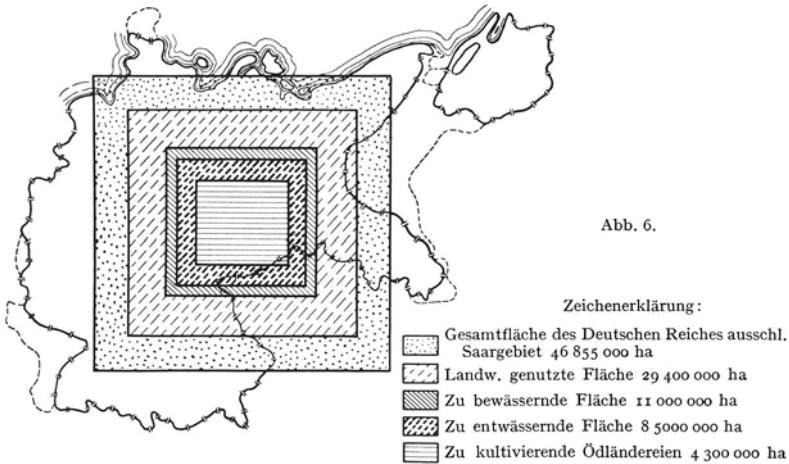 Abb. 6.
Zeichenerklärung:
Gesamtfläche des Deutschen Reiches ausschl.
Saargebiet 46 855 000 ha
Landw. genutzte Fläche 29 400 000 ha
Zu bewässernde Fläche 11 000 000 ha
Zu entwässernde Fläche 8 5000 000 ha
Zu kultivierende Ödländereien 4 300 000 ha